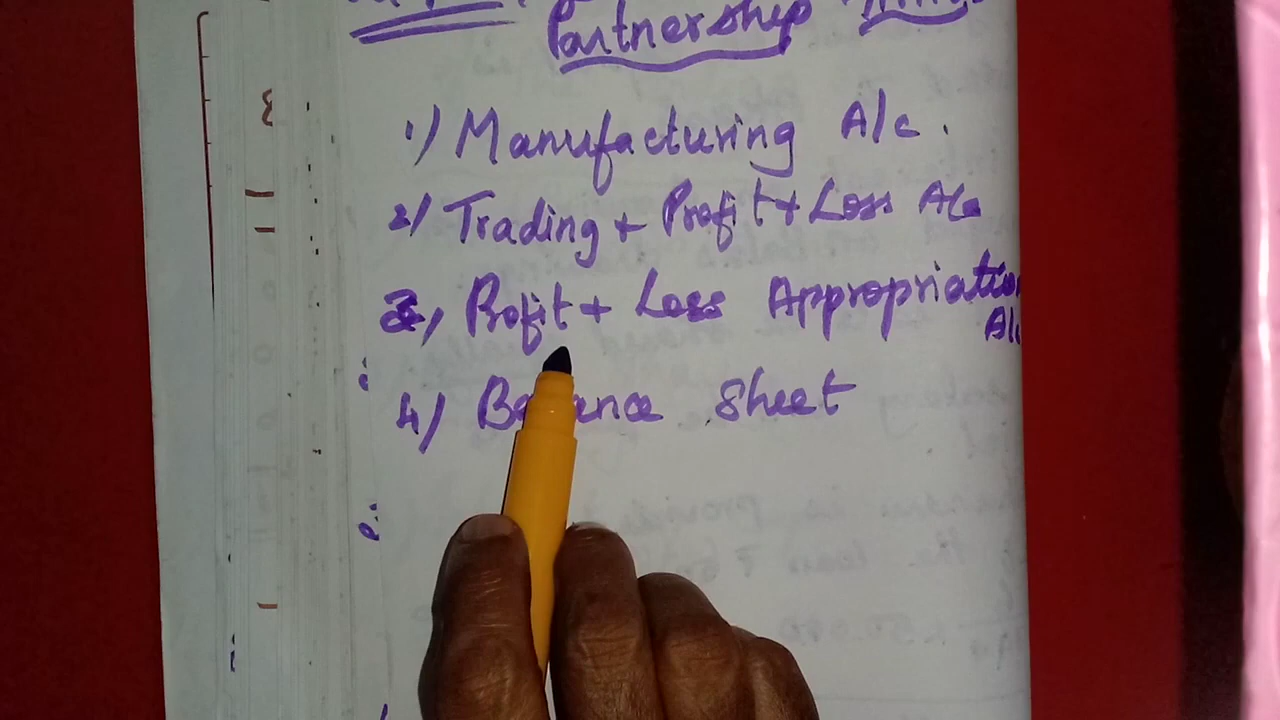 Partnership
1) Manufacturing A/c.
2) Trading + Profit + Loss A/c
3, Profit + Loss Appropriation
A/c
4) Balance Sheet